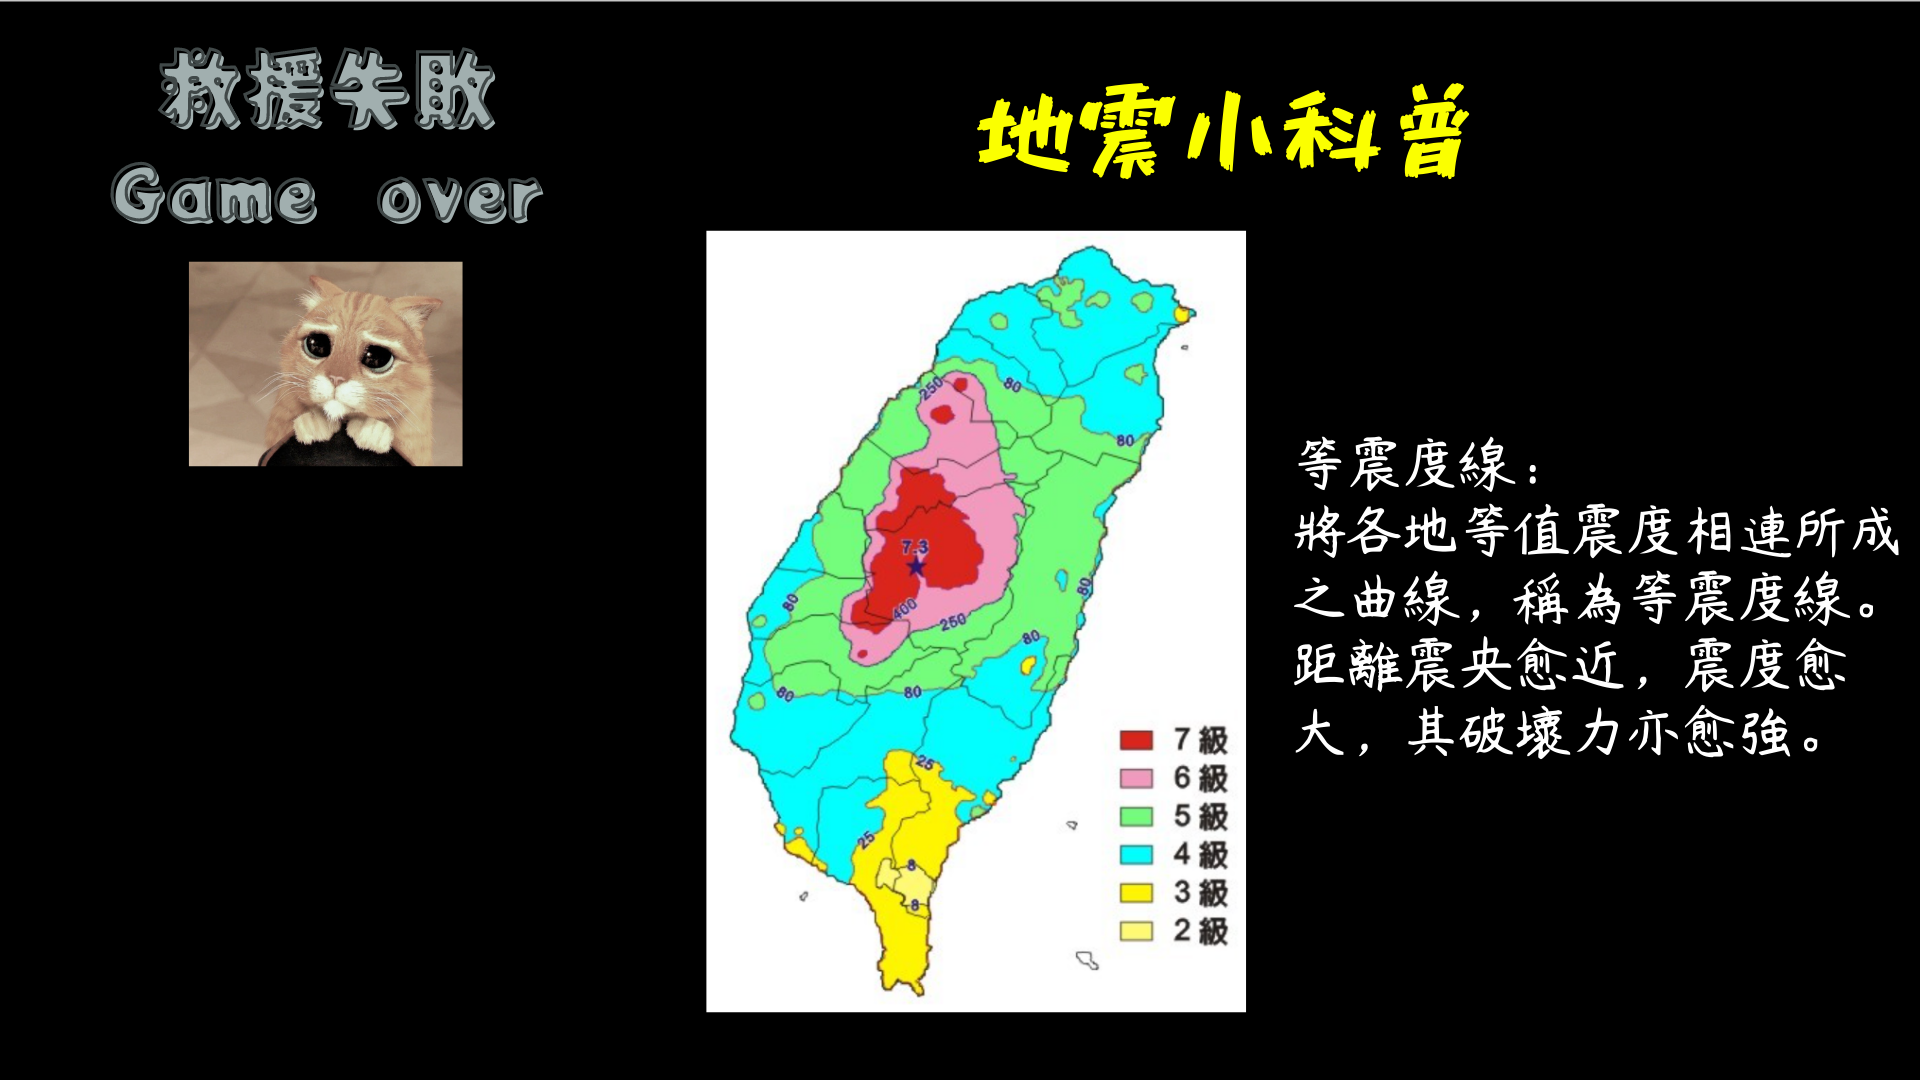 救援失敗
Game over
地震小科普
250
80
80
7.3
80
80
400
250
80
80
80
25
25
8
8
7級
6級
5級
4級
3級
2級
等震度線：
將各地等值震度相連所成
之曲線，稱為等震度線。
距離震央愈近，震度愈
大，其破壞力亦愈強。